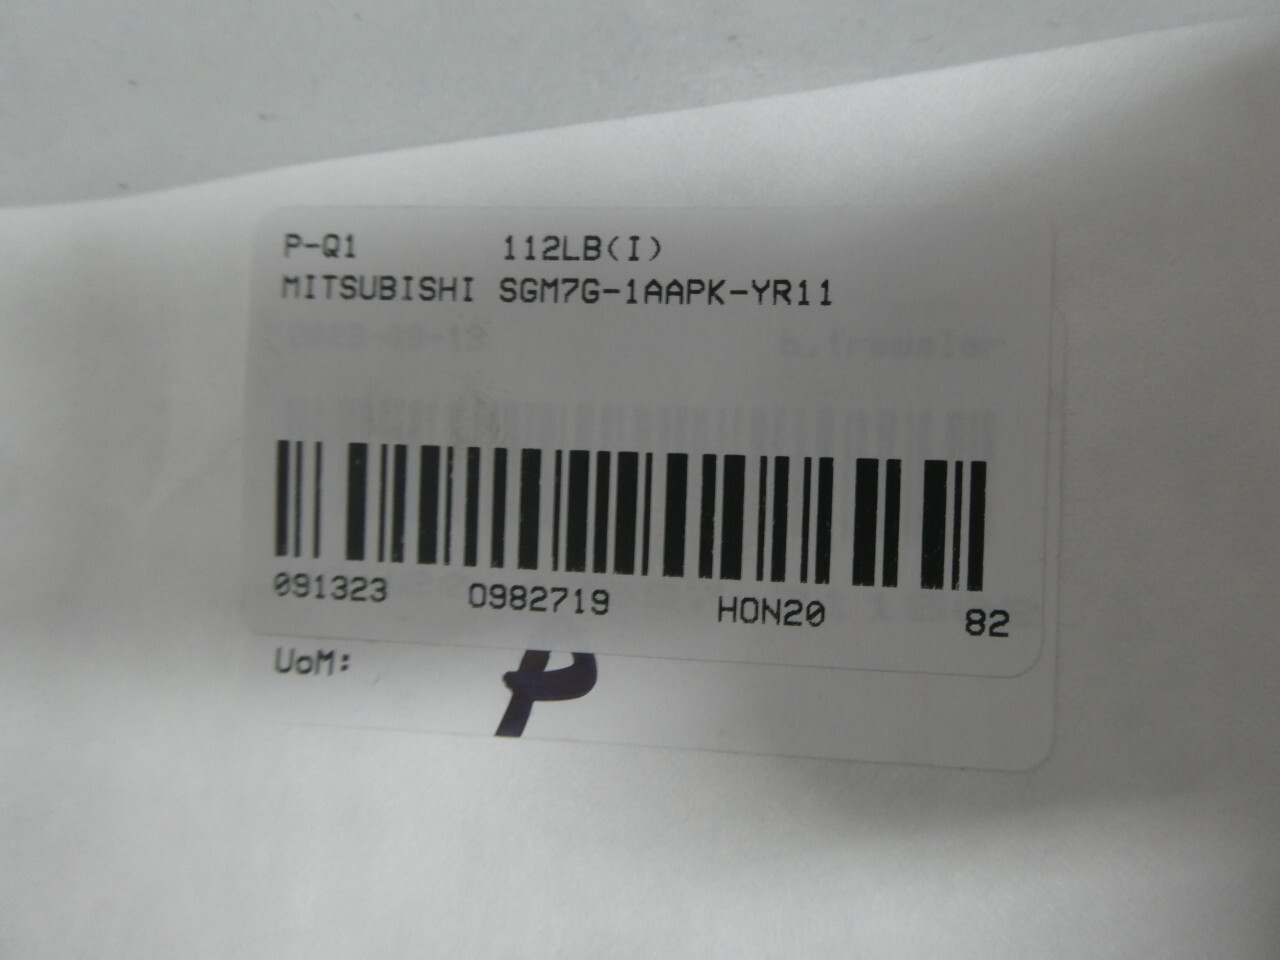 P-Q1 112LB(I)
MITSUBISHI SGM7G-1AAPK-YR11
091323 0982719 HON20 82
UoM:
P